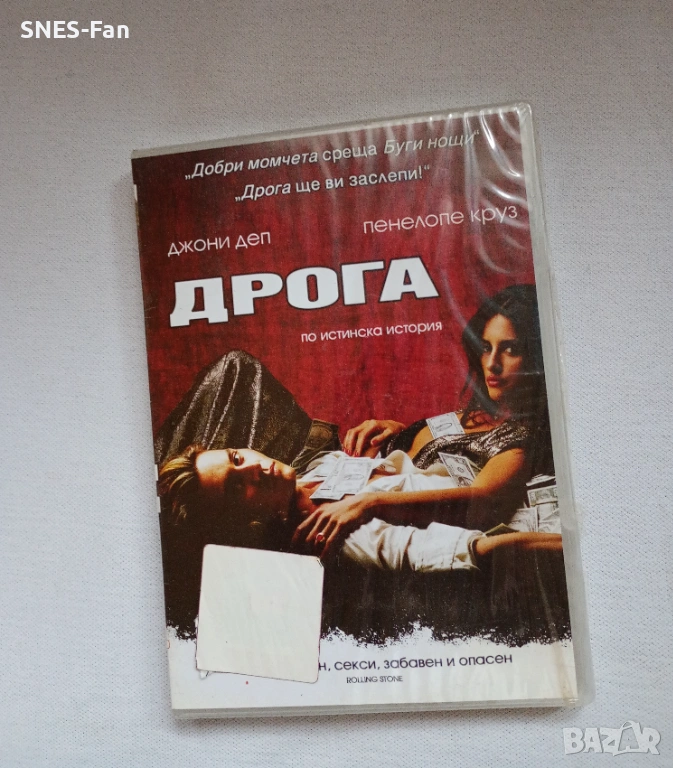 SNES-Fan
„Добри момчета среща Буги нощи"
„Дрога ще ви заслепи!"
джони деп
пенелопе круз
ДРОГА
по истинска история
секси, забавен и опасен
ROLLING STONE
BAZAR